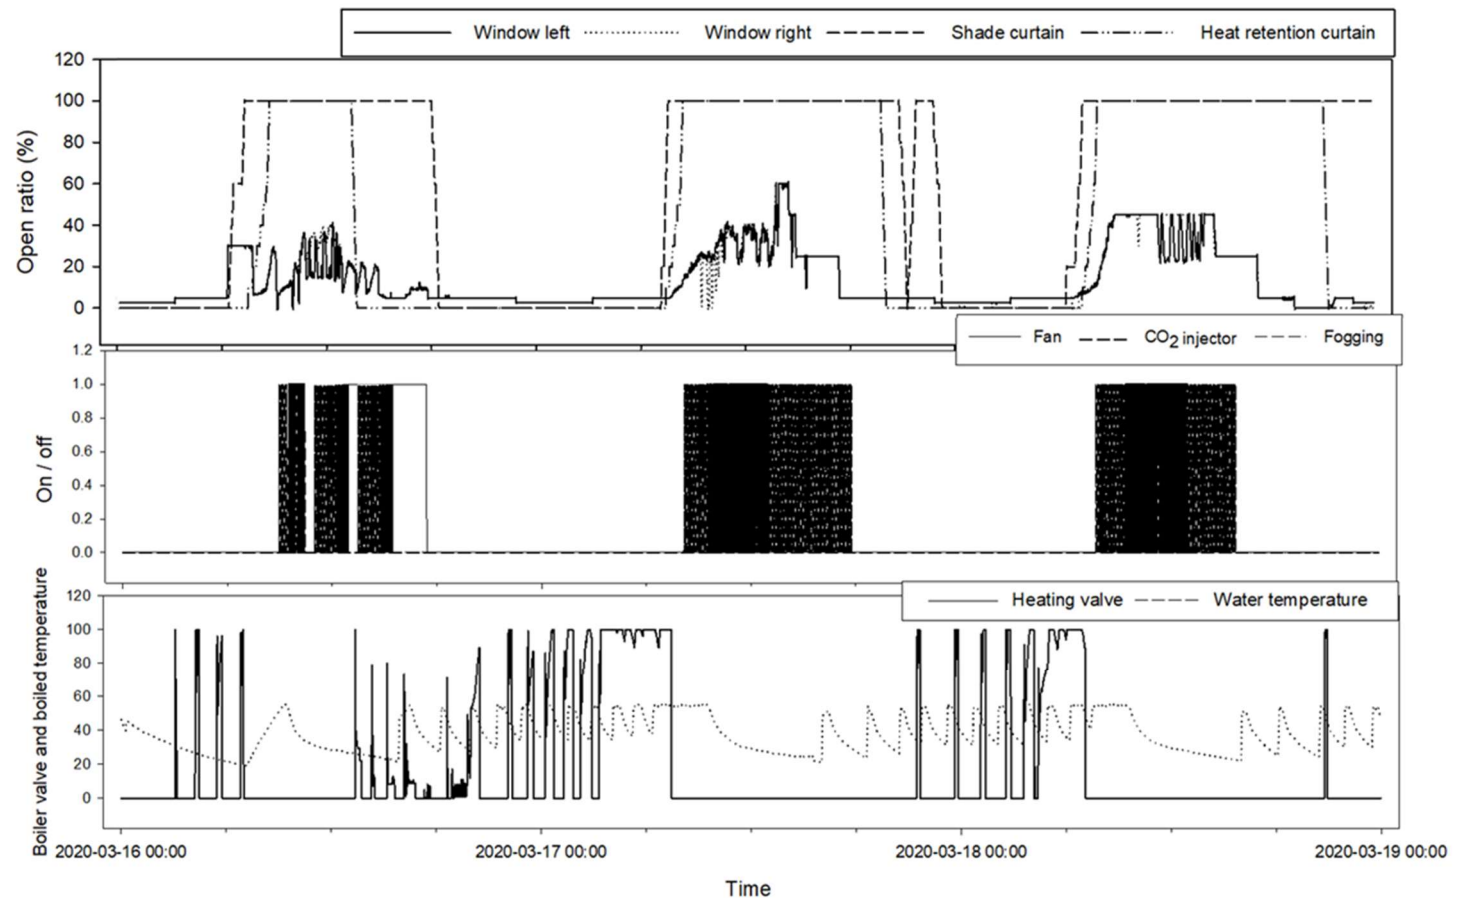 Window left Window right Shade curtain Heat retention curtain
120
100
80
60
40
20
0
Open ratio (%)
Fan CO2 injector Fogging
1.2
1.0
0.8
0.6
0.4
0.2
0.0
On / off
Heating valve Water temperature
120
100
80
60
40
20
0
Boiler valve and boiled temperature
2020-03-16 00:00 2020-03-17 00:00 2020-03-18 00:00 2020-03-19 00:00
Time